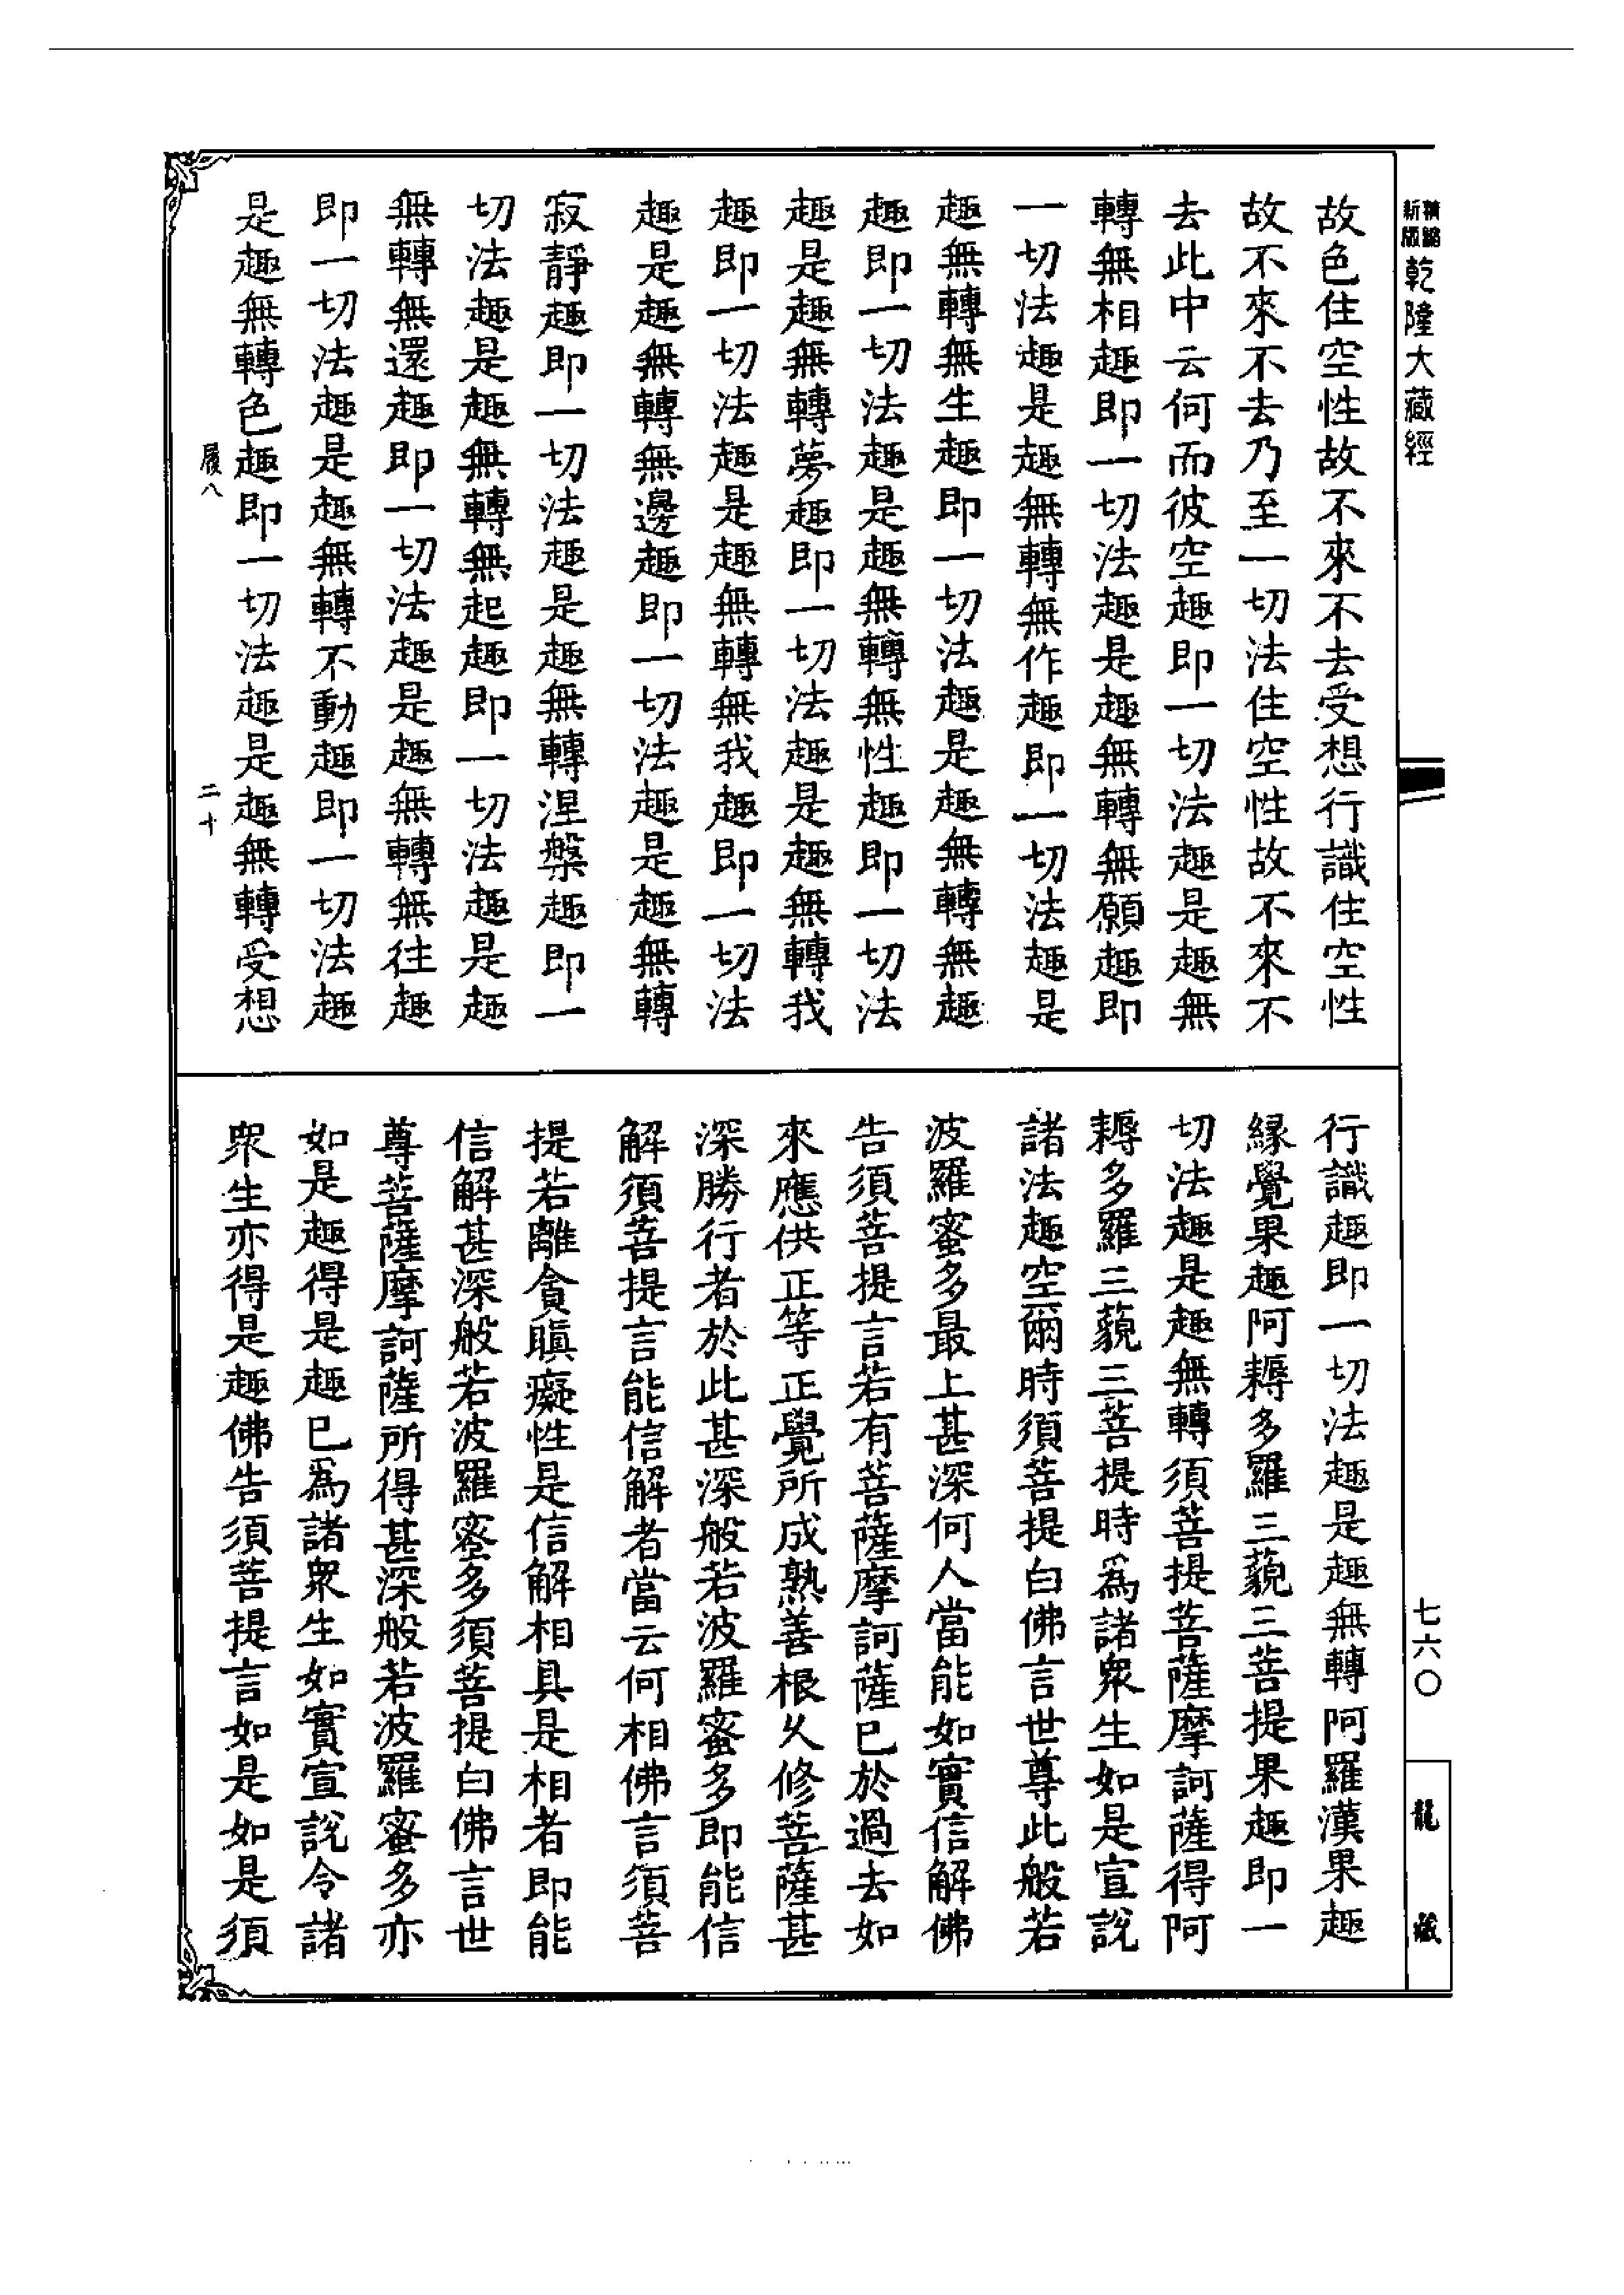 新編
縮版
乾隆大藏經
故色住空性故不來不去受想行識住空性
故不來不去乃至一切法住空性故不來不
去此中云何而彼空趣即一切法趣是趣無
轉無相趣即一切法趣是趣無轉無願趣即
一切法趣是趣無轉無作趣即一切法趣是
趣無轉無生趣即一切法趣是趣無轉無趣
趣即一切法趣是趣無轉無性趣即一切法
趣是趣無轉夢趣即一切法趣是趣無轉我
趣即一切法趣是趣無轉無我趣即一切法
趣是趣無轉無邊趣即一切法趣是趣無轉
寂靜趣即一切法趣是趣無轉涅槃趣即一
切法趣是趣無轉無起趣即一切法趣是趣
無轉無還趣即一切法趣是趣無轉無往趣
即一切法趣是趣無轉不動趣即一切法趣
是趣無轉色趣即一切法趣是趣無轉受想
履八
二十
行識趣即一切法趣是趣無轉阿羅漢果趣
緣覺果趣阿耨多羅三藐三菩提果趣即一
切法趣是趣無轉須菩提菩薩摩訶薩得阿
耨多羅三藐三菩提時爲諸衆生如是宣說
諸法趣空爾時須菩提白佛言世尊此般若
波羅蜜多最上甚深何人當能如實信解佛
告須菩提言若有菩薩摩訶薩已於過去如
來應供正等正覺所成熟善根久修菩薩甚
深勝行者於此甚深般若波羅蜜多即能信
解須菩提言能信解者當云何相佛言須菩
提若離貪瞋癡性是信解相具是相者即能
信解甚深般若波羅蜜多須菩提白佛言世
尊菩薩摩訶薩所得甚深般若波羅蜜多亦
如是趣得是趣已爲諸衆生如實宣說令諸
衆生亦得是趣佛告須菩提言如是如是須
七六〇
龍藏